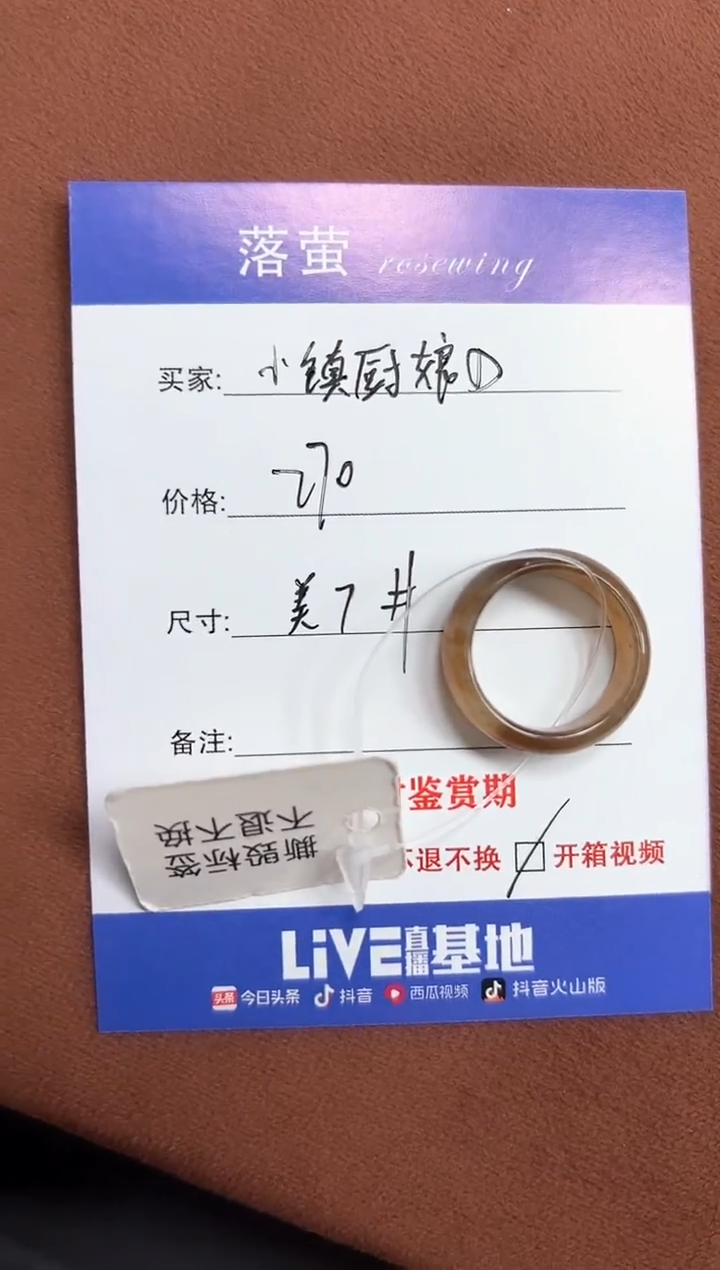 落萤 rosewing
买家: 小镇厨娘①
价格: 270
尺寸: 美7#
备注:
鉴赏期
不退不换 开箱视频
撕毁标签
不退不换
LiVE直播基地
头条 今日头条 抖音 西瓜视频 抖音火山版